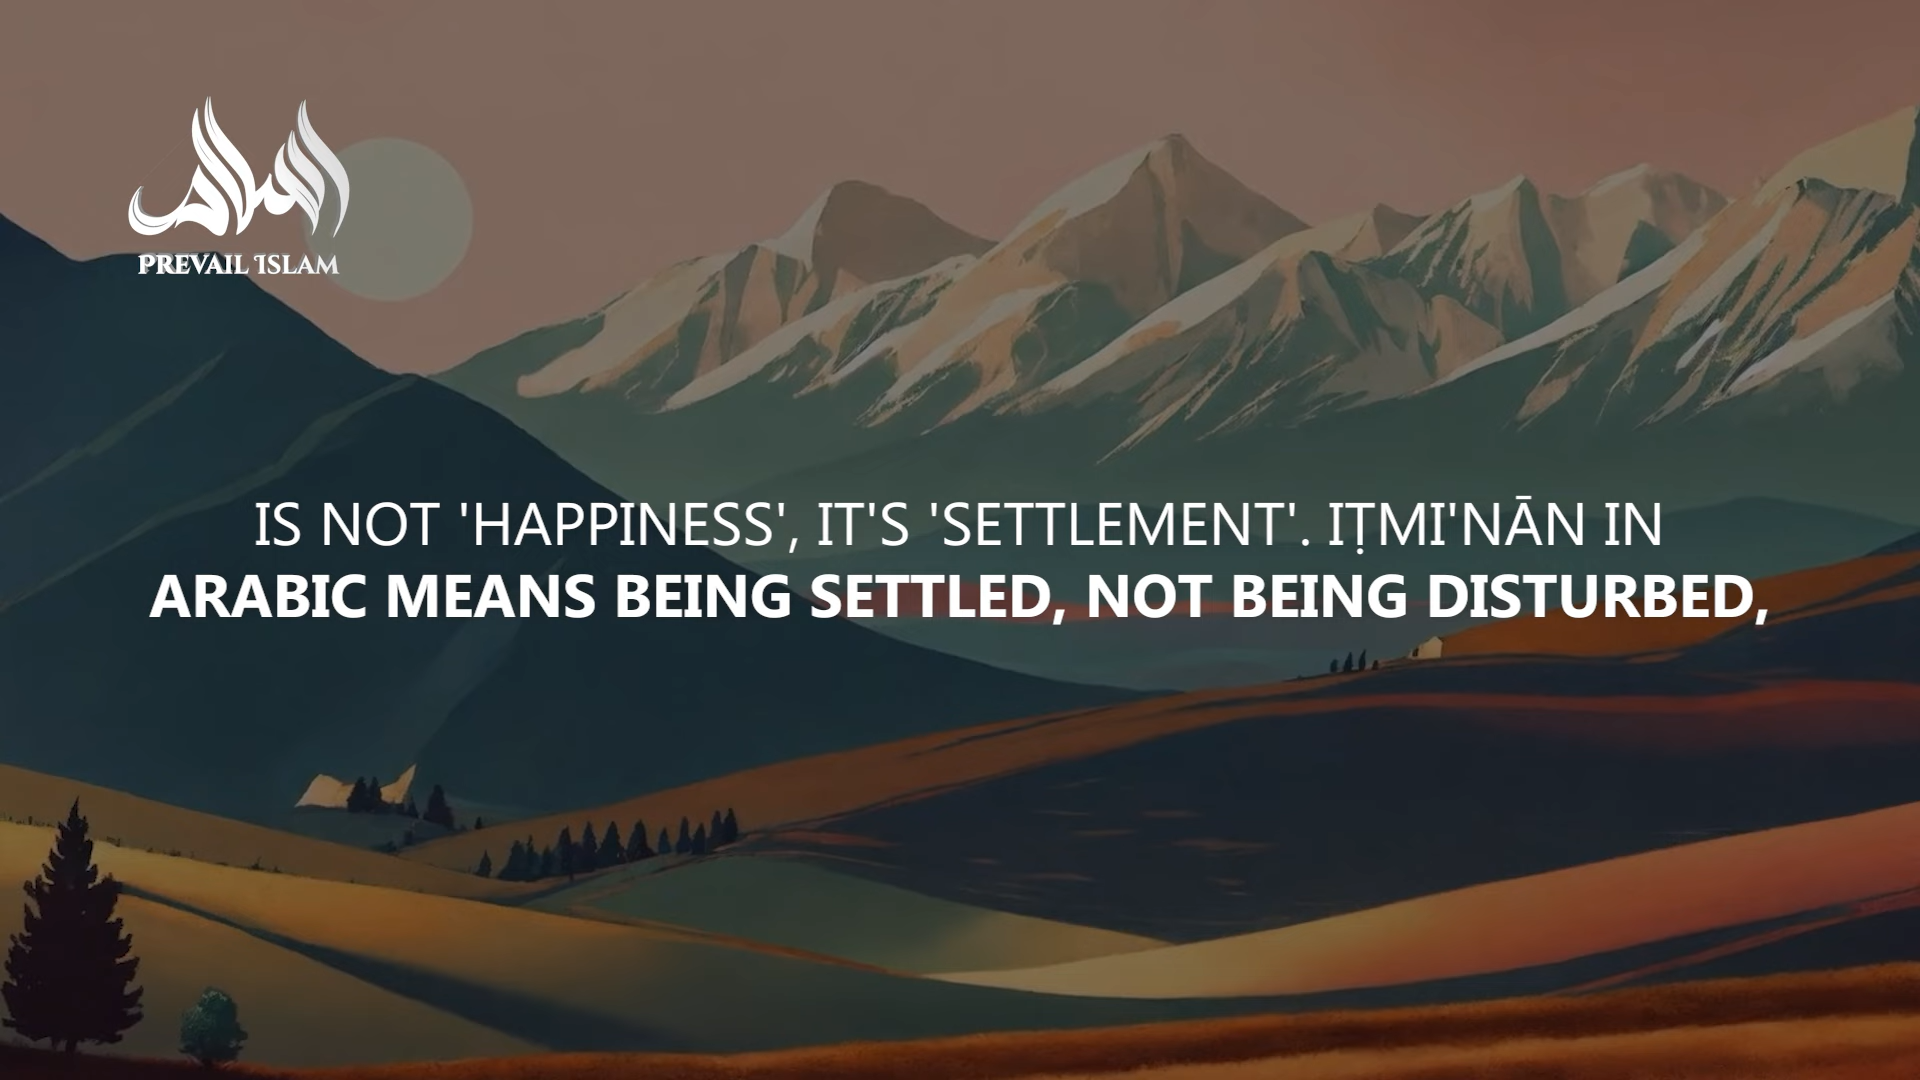 PREVAIL ISLAM
IS NOT 'HAPPINESS', IT'S 'SETTLEMENT'. IṬMI'NĀN IN
ARABIC MEANS BEING SETTLED, NOT BEING DISTURBED,